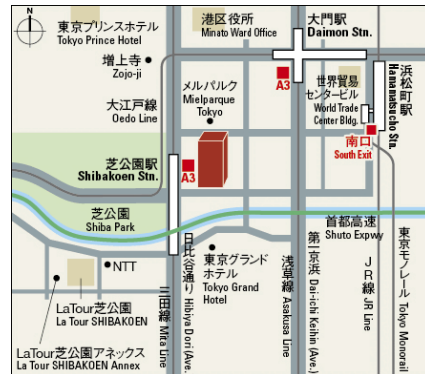 N
東京プリンスホテル
Tokyo Prince Hotel
港区役所
Minato Ward Office
大門駅
Daimon Stn.
増上寺
Zojo-ji
大江戸線
Oedo Line
メルパルク
Mielparque
Tokyo
A3
世界貿易
センタービル
World Trade
Center Bldg.
浜松町駅
Hamamatsucho Stn.
南口
South Exit
芝公園駅
Shibakoen Stn.
A3
芝公園
Shiba Park
首都高速
Shuto Expwy
NTT
東京グランド
ホテル
Tokyo Grand
Hotel
LaTour芝公園
La Tour SHIBAKOEN
LaTour芝公園アネックス
La Tour SHIBAKOEN Annex
三田線 Mita Line
日比谷通り Hibiya Dori (Ave.)
浅草線 Asakusa Line
第一京浜 Dai-ichi Keihin (Ave.)
JR線 JR Line
東京モノレール Tokyo Monorail